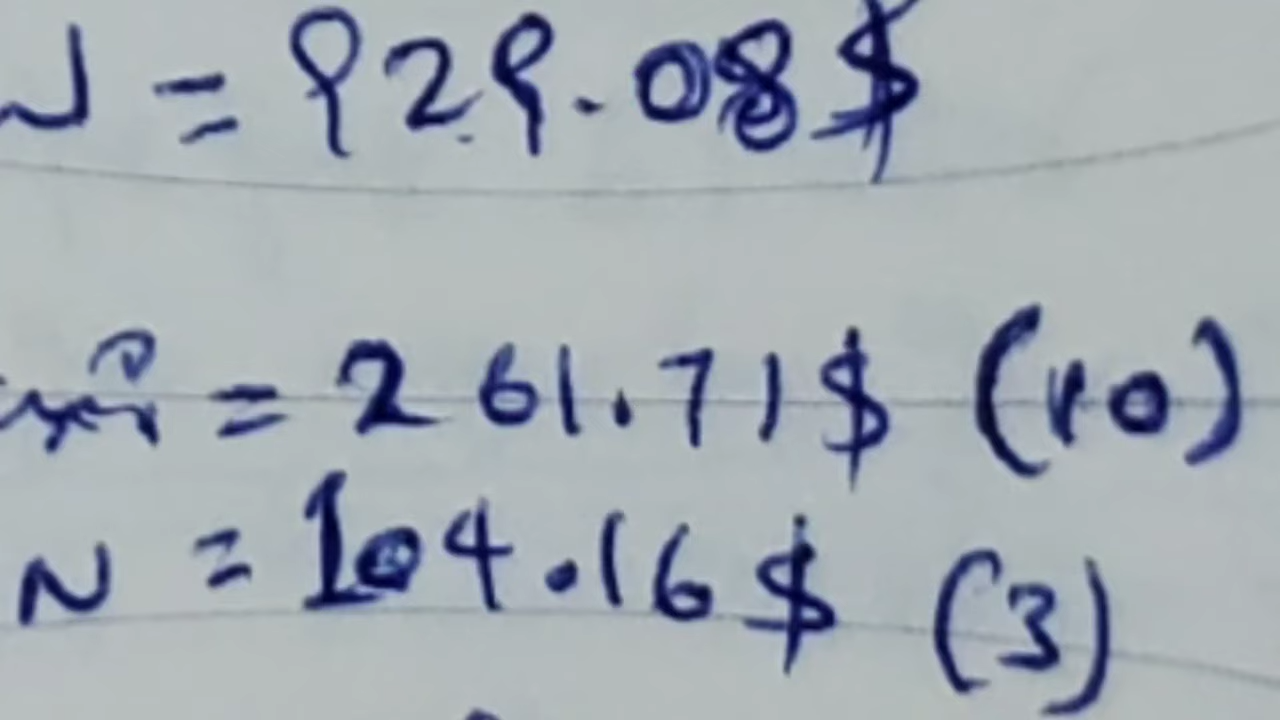 N = 929.08$
= 261.71$ (10)
N = 104.16$ (3)